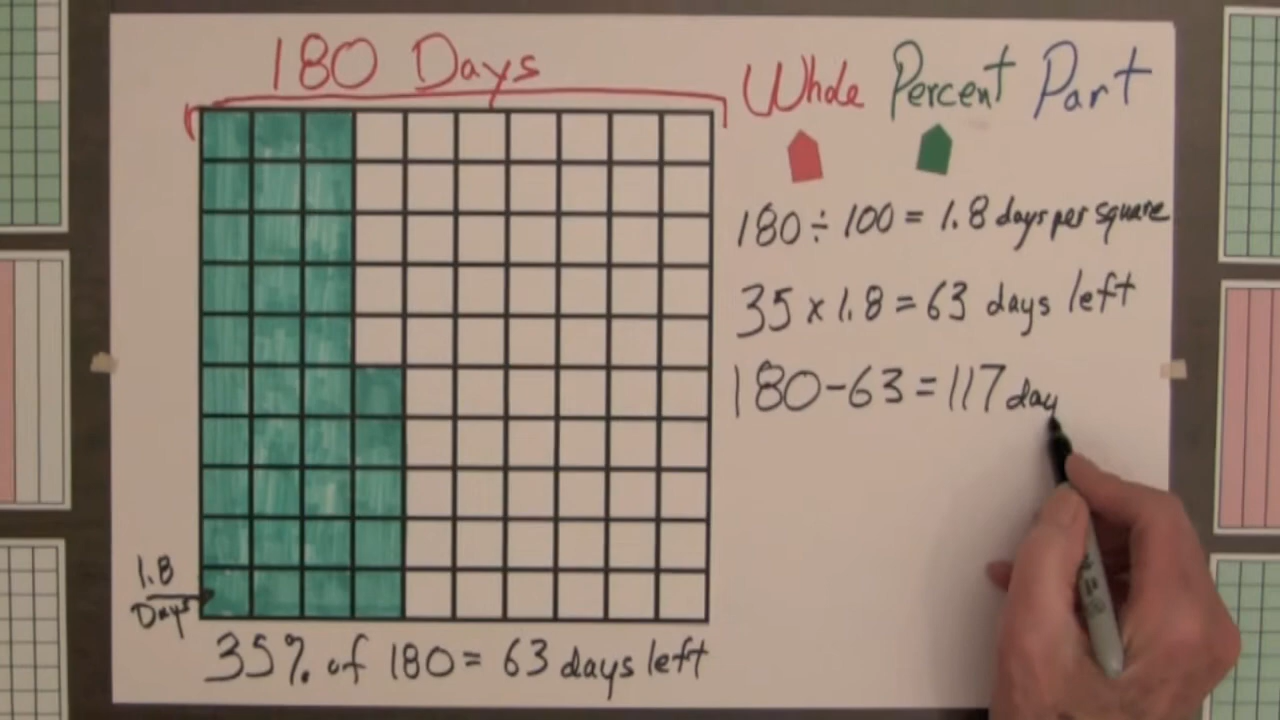 180 Days
Whole Percent Part
180 ÷ 100 = 1.8 days per square
35 x 1.8 = 63 days left
180 - 63 = 117 day
1.8
Days
35% of 180 = 63 days left